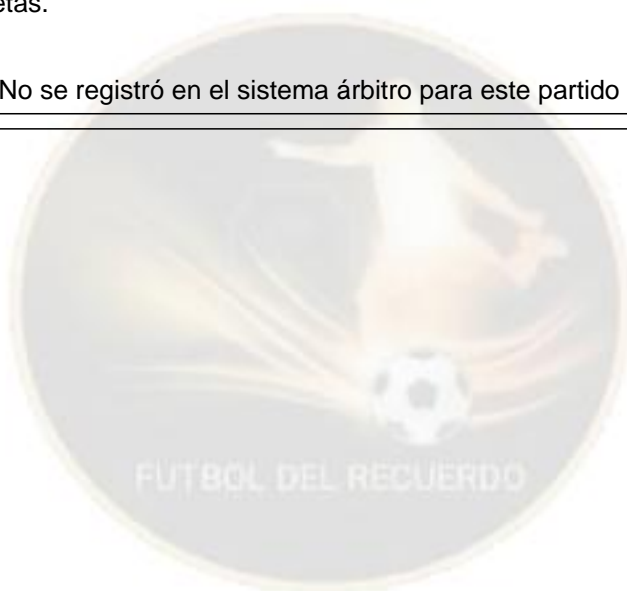 etas.
No se registró en el sistema árbitro para este partido
FUTBOL DEL RECUERDO